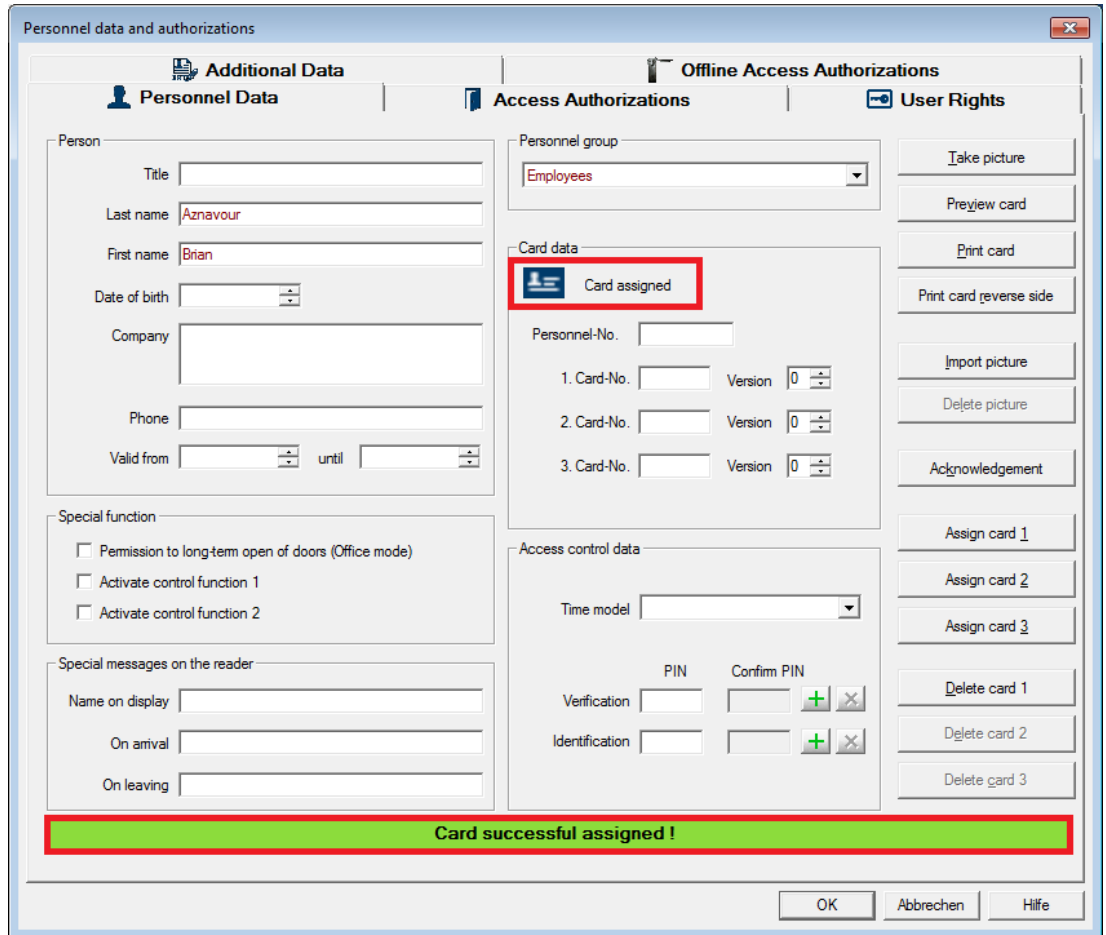 Personnel data and authorizations
Additional Data
Offline Access Authorizations
Personnel Data
Access Authorizations
User Rights
Person
Title
Last name Aznavour
First name Brian
Date of birth
Company
Phone
Valid from until
Special function
Permission to long-term open of doors (Office mode)
Activate control function 1
Activate control function 2
Special messages on the reader
Name on display
On arrival
On leaving
Personnel group
Employees
Card data
Card assigned
Personnel-No.
1. Card-No. Version 0
2. Card-No. Version 0
3. Card-No. Version 0
Access control data
Time model
PIN Confirm PIN
Verification
Identification
Take picture
Preview card
Print card
Print card reverse side
Import picture
Delete picture
Acknowledgement
Assign card 1
Assign card 2
Assign card 3
Delete card 1
Delete card 2
Delete card 3
Card successful assigned !
OK Abbrechen Hilfe